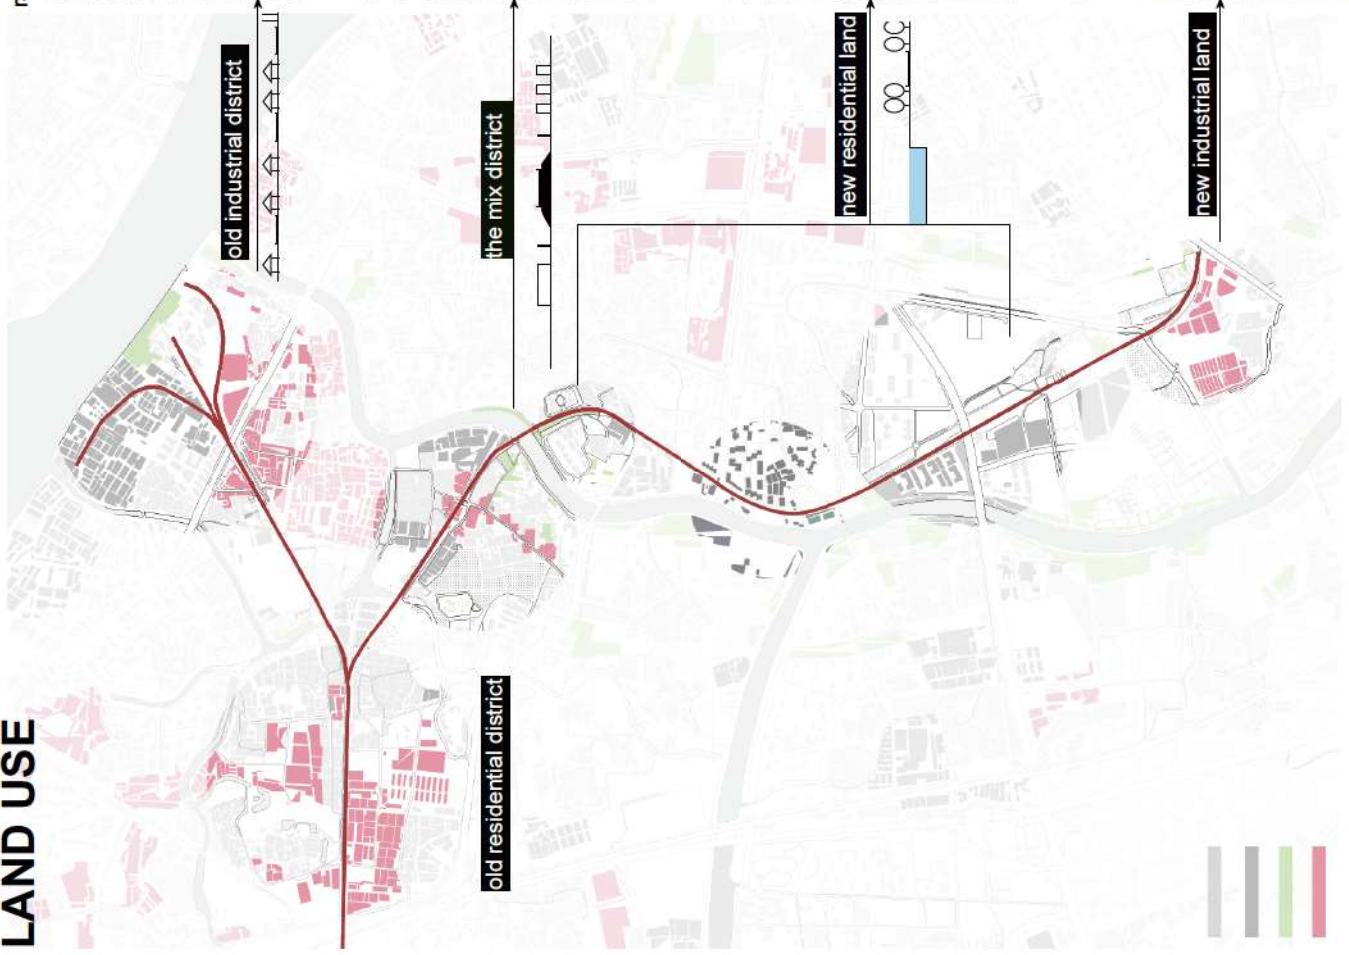 LAND USE
old industrial district
old residential district
the mix district
new residential land
new industrial land